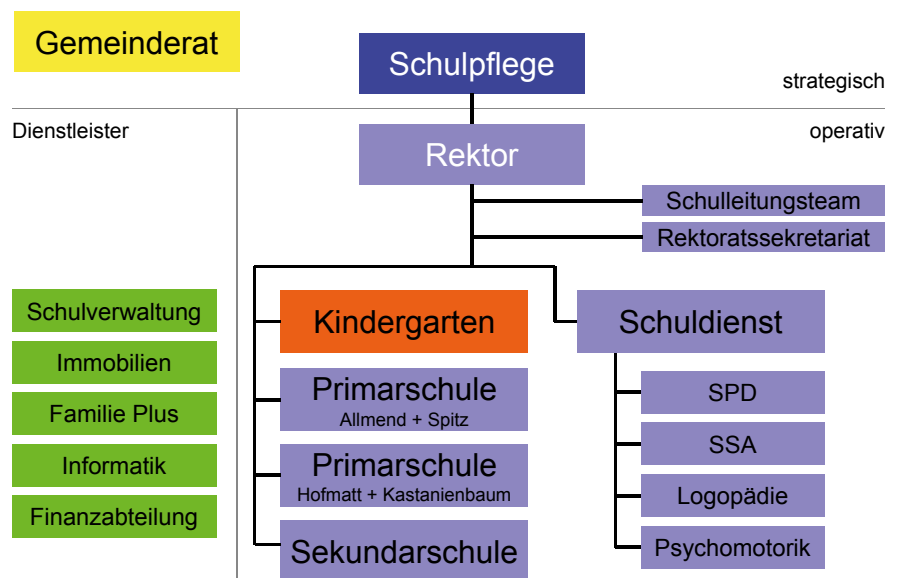 Gemeinderat
Schulpflege
strategisch
Dienstleister
operativ
Rektor
Schulleitungsteam
Rektoratssekretariat
Schulverwaltung
Immobilien
Familie Plus
Informatik
Finanzabteilung
Kindergarten
Primarschule
Allmend + Spitz
Primarschule
Hofmatt + Kastanienbaum
Sekundarschule
Schuldienst
SPD
SSA
Logopädie
Psychomotorik